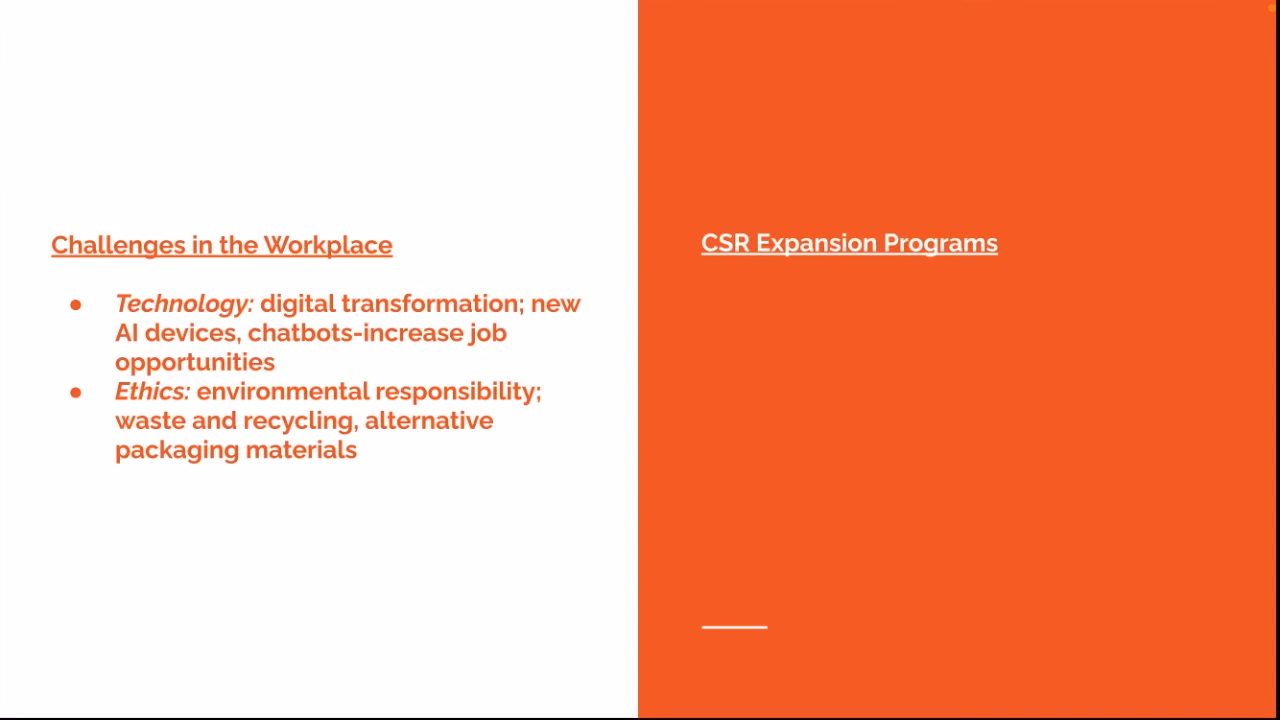 Challenges in the Workplace
● Technology: digital transformation; new
AI devices, chatbots-increase job
opportunities
● Ethics: environmental responsibility;
waste and recycling, alternative
packaging materials
CSR Expansion Programs